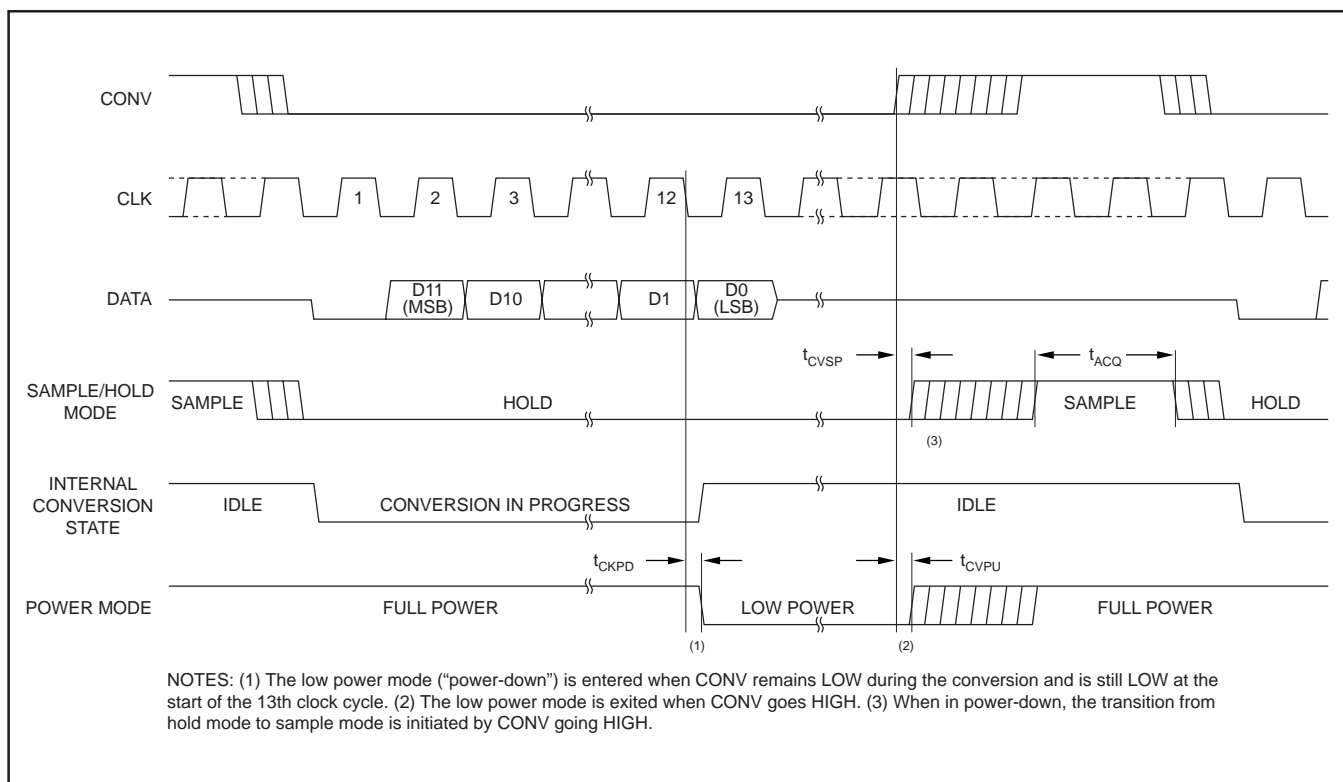 CONV
CLK
1 2 3 12 13
DATA
D11
(MSB)
D10
D1
D0
(LSB)
tCVSP
tACQ
SAMPLE/HOLD
MODE
SAMPLE
HOLD
SAMPLE
HOLD
(3)
INTERNAL
CONVERSION
STATE
IDLE
CONVERSION IN PROGRESS
IDLE
tCKPD
tCVPU
POWER MODE
FULL POWER
LOW POWER
FULL POWER
(1)
(2)
NOTES: (1) The low power mode (“power-down”) is entered when CONV remains LOW during the conversion and is still LOW at the
start of the 13th clock cycle. (2) The low power mode is exited when CONV goes HIGH. (3) When in power-down, the transition from
hold mode to sample mode is initiated by CONV going HIGH.